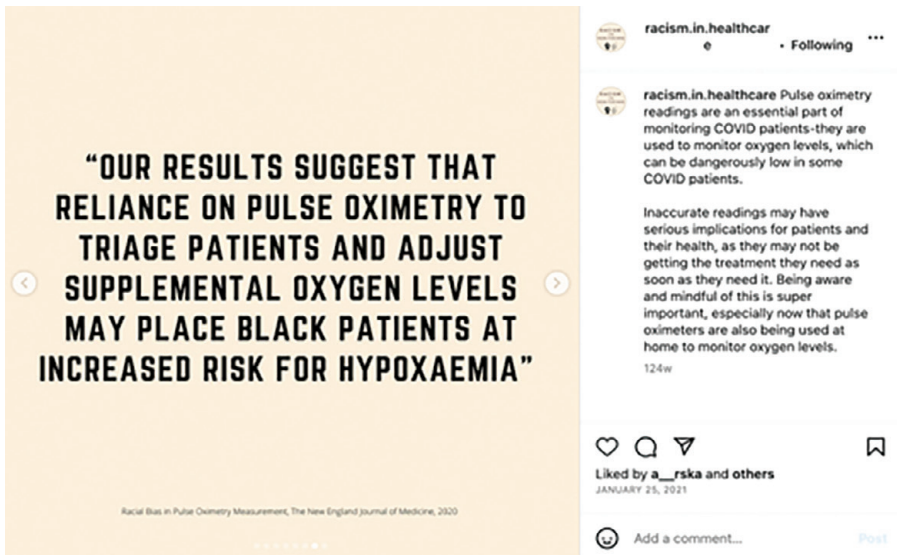 “OUR RESULTS SUGGEST THAT
RELIANCE ON PULSE OXIMETRY TO
TRIAGE PATIENTS AND ADJUST
SUPPLEMENTAL OXYGEN LEVELS
MAY PLACE BLACK PATIENTS AT
INCREASED RISK FOR HYPOXAEMIA”
Racial Bias in Pulse Oximetry Measurement, The New England Journal of Medicine, 2020
racism.in.healthcar
e • Following
racism.in.healthcare Pulse oximetry
readings are an essential part of
monitoring COVID patients-they are
used to monitor oxygen levels, which
can be dangerously low in some
COVID patients.
Inaccurate readings may have
serious implications for patients and
their health, as they may not be
getting the treatment they need as
soon as they need it. Being aware
and mindful of this is super
important, especially now that pulse
oximeters are also being used at
home to monitor oxygen levels.
124w
Liked by a__rska and others
JANUARY 25, 2021
Add a comment...
Post